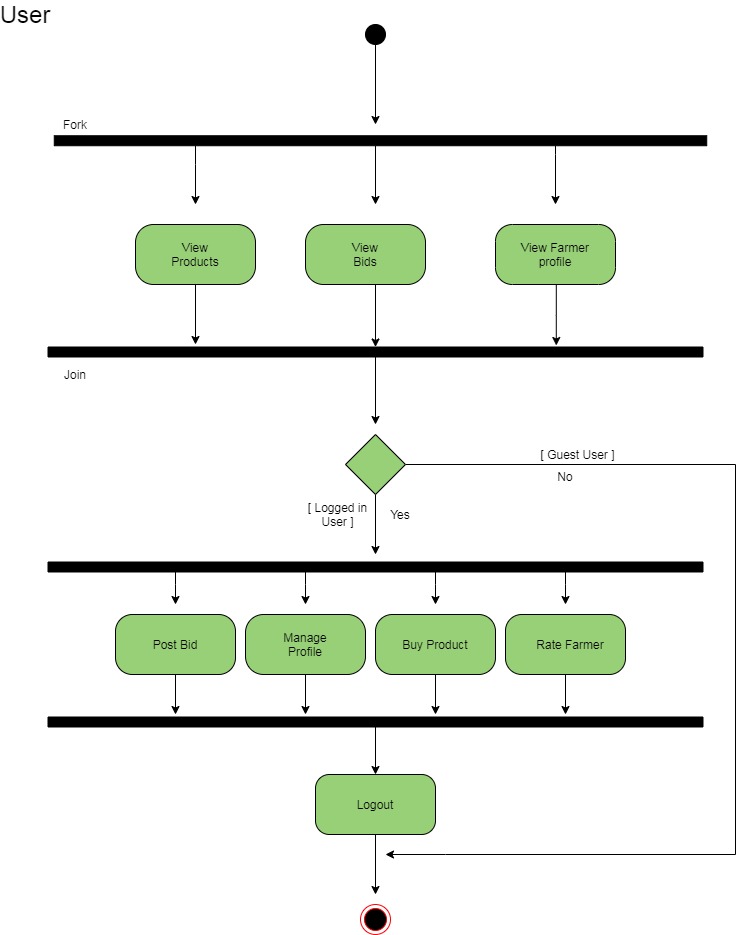 User
Fork
View
Products
View
Bids
View Farmer
profile
Join
[ Guest User ]
No
[ Logged in
User ]
Yes
Post Bid
Manage
Profile
Buy Product
Rate Farmer
Logout